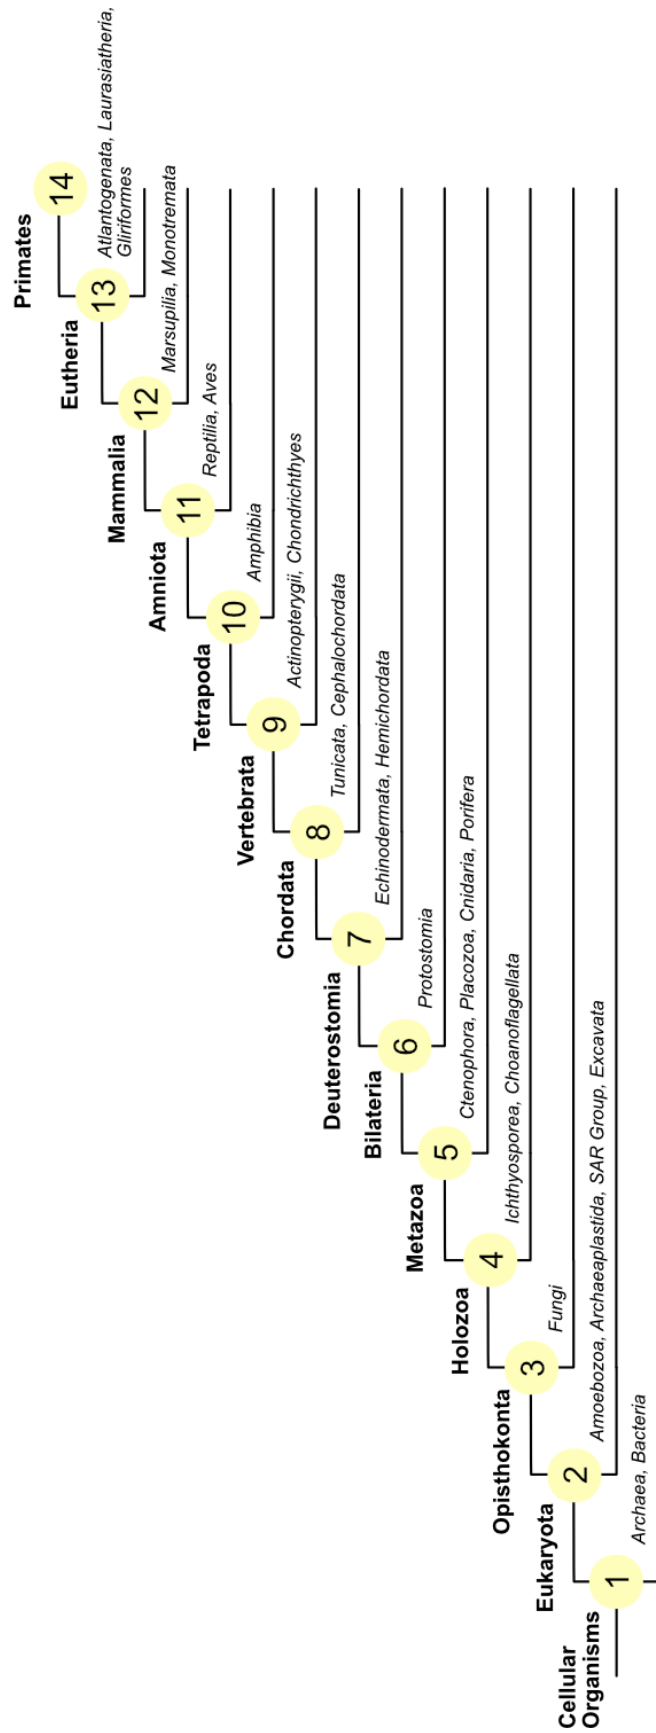 Primates
14
Atlantogenata, Laurasiatheria,
Gliriformes
Eutheria
13
Marsupilia, Monotremata
Mammalia
12
Reptilia, Aves
Amniota
11
Amphibia
Tetrapoda
10
Actinopterygii, Chondrichthyes
Vertebrata
9
Tunicata, Cephalochordata
Chordata
8
Echinodermata, Hemichordata
Deuterostomia
7
Protostomia
Bilateria
6
Ctenophora, Placozoa, Cnidaria, Porifera
Metazoa
5
Ichthyosporea, Choanoflagellata
Holozoa
4
Fungi
Opisthokonta
3
Amoebozoa, Archaeaplastida, SAR Group, Excavata
Eukaryota
2
Archaea, Bacteria
Cellular
Organisms
1